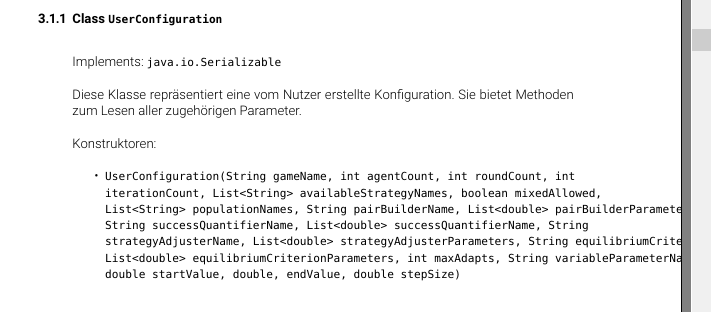 3.1.1 Class UserConfiguration
Implements: java.io.Serializable
Diese Klasse repräsentiert eine vom Nutzer erstellte Konfiguration. Sie bietet Methoden
zum Lesen aller zugehörigen Parameter.
Konstruktoren:
• UserConfiguration(String gameName, int agentCount, int roundCount, int
iterationCount, List<String> availableStrategyNames, boolean mixedAllowed,
List<String> populationNames, String pairBuilderName, List<double> pairBuilderParamete
String successQuantifierName, List<double> successQuantifierName, String
strategyAdjusterName, List<double> strategyAdjusterParameters, String equilibriumCrite
List<double> equilibriumCriterionParameters, int maxAdapts, String variableParameterNa
double startValue, double, endValue, double stepSize)